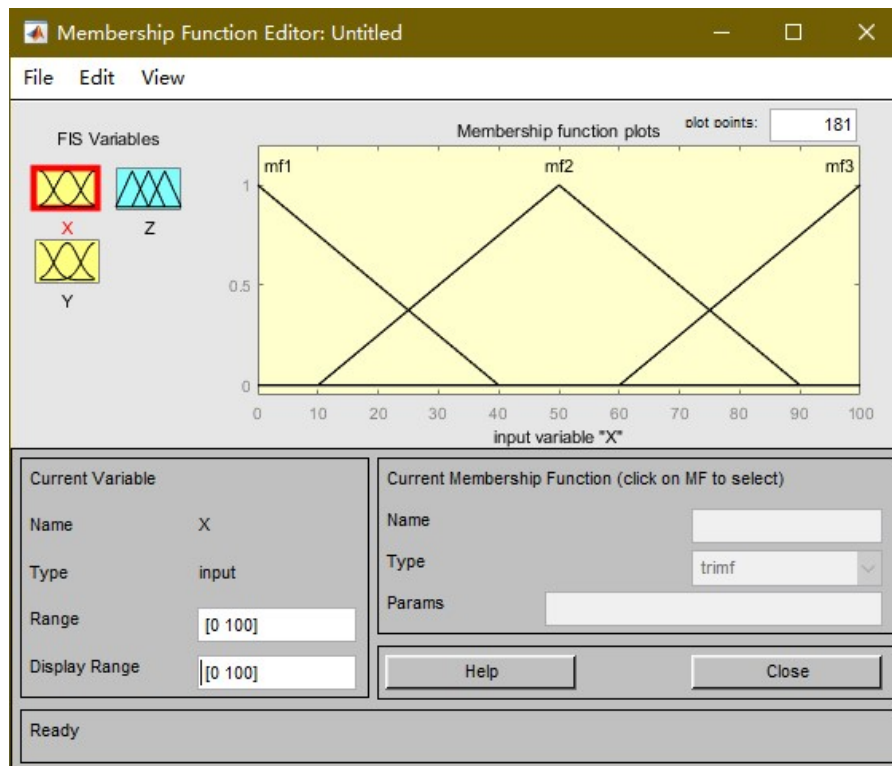 Membership Function Editor: Untitled
File Edit View
FIS Variables
X
Z
Y
Membership function plots
plot points:
181
mf1
mf2
mf3
1
0.5
0
0 10 20 30 40 50 60 70 80 90 100
input variable "X"
Current Variable
Name X
Type input
Range [0 100]
Display Range [0 100]
Current Membership Function (click on MF to select)
Name
Type trimf
Params
Help
Close
Ready